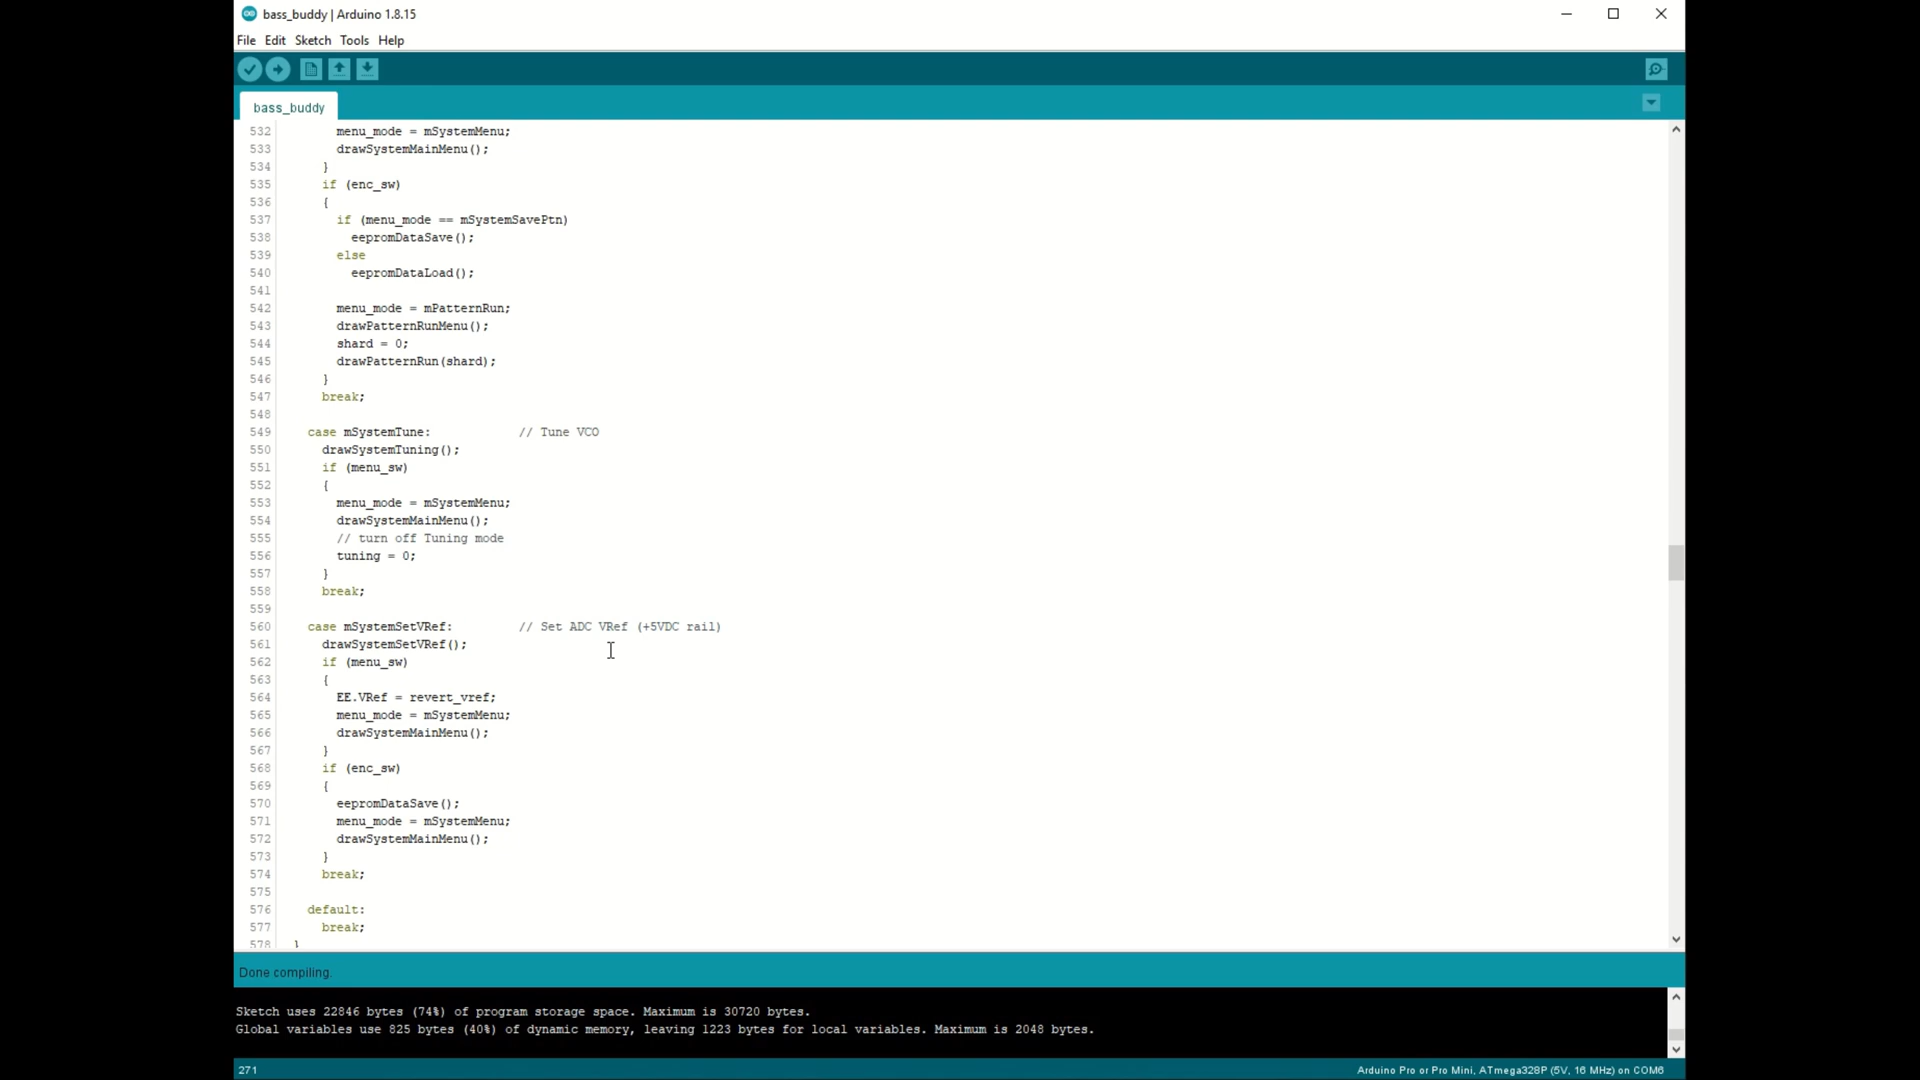 bass_buddy | Arduino 1.8.15
File Edit Sketch Tools Help
bass_buddy
532 menu_mode = mSystemMenu;
533 drawSystemMainMenu();
534 }
535 if (enc_sw)
536 {
537 if (menu_mode == mSystemSavePtn)
538 eepromDataSave();
539 else
540 eepromDataLoad();
541
542 menu_mode = mPatternRun;
543 drawPatternRunMenu();
544 shard = 0;
545 drawPatternRun(shard);
546 }
547 break;
548
549 case mSystemTune: // Tune VCO
550 drawSystemTuning();
551 if (menu_sw)
552 {
553 menu_mode = mSystemMenu;
554 drawSystemMainMenu();
555 // turn off Tuning mode
556 tuning = 0;
557 }
558 break;
559
560 case mSystemSetVRef: // Set ADC VRef (+5VDC rail)
561 drawSystemSetVRef();
562 if (menu_sw)
563 {
564 EE.VRef = revert_vref;
565 menu_mode = mSystemMenu;
566 drawSystemMainMenu();
567 }
568 if (enc_sw)
569 {
570 eepromDataSave();
571 menu_mode = mSystemMenu;
572 drawSystemMainMenu();
573 }
574 break;
575
576 default:
577 break;
578 }
Done compiling.
Sketch uses 22846 bytes (74%) of program storage space. Maximum is 30720 bytes.
Global variables use 825 bytes (40%) of dynamic memory, leaving 1223 bytes for local variables. Maximum is 2048 bytes.
271 Arduino Pro or Pro Mini, ATmega328P (5V, 16 MHz) on COM6